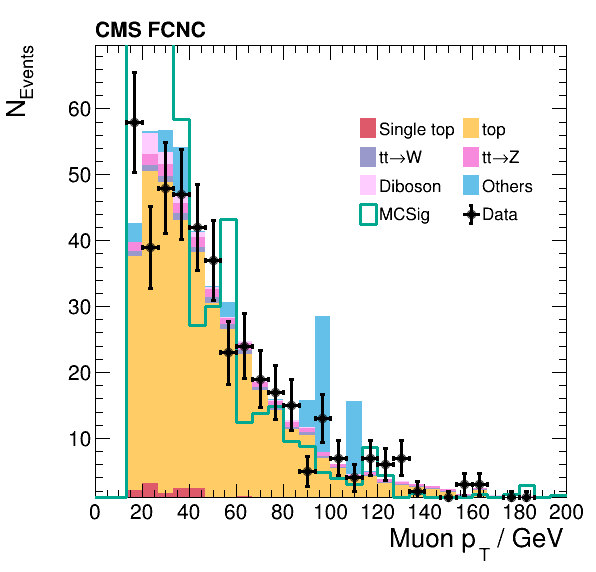 CMS FCNC
N_Events
60
50
40
30
20
10
Single top
top
tt→W
tt→Z
Diboson
Others
MCSig
Data
0 20 40 60 80 100 120 140 160 180 200
Muon p_T / GeV